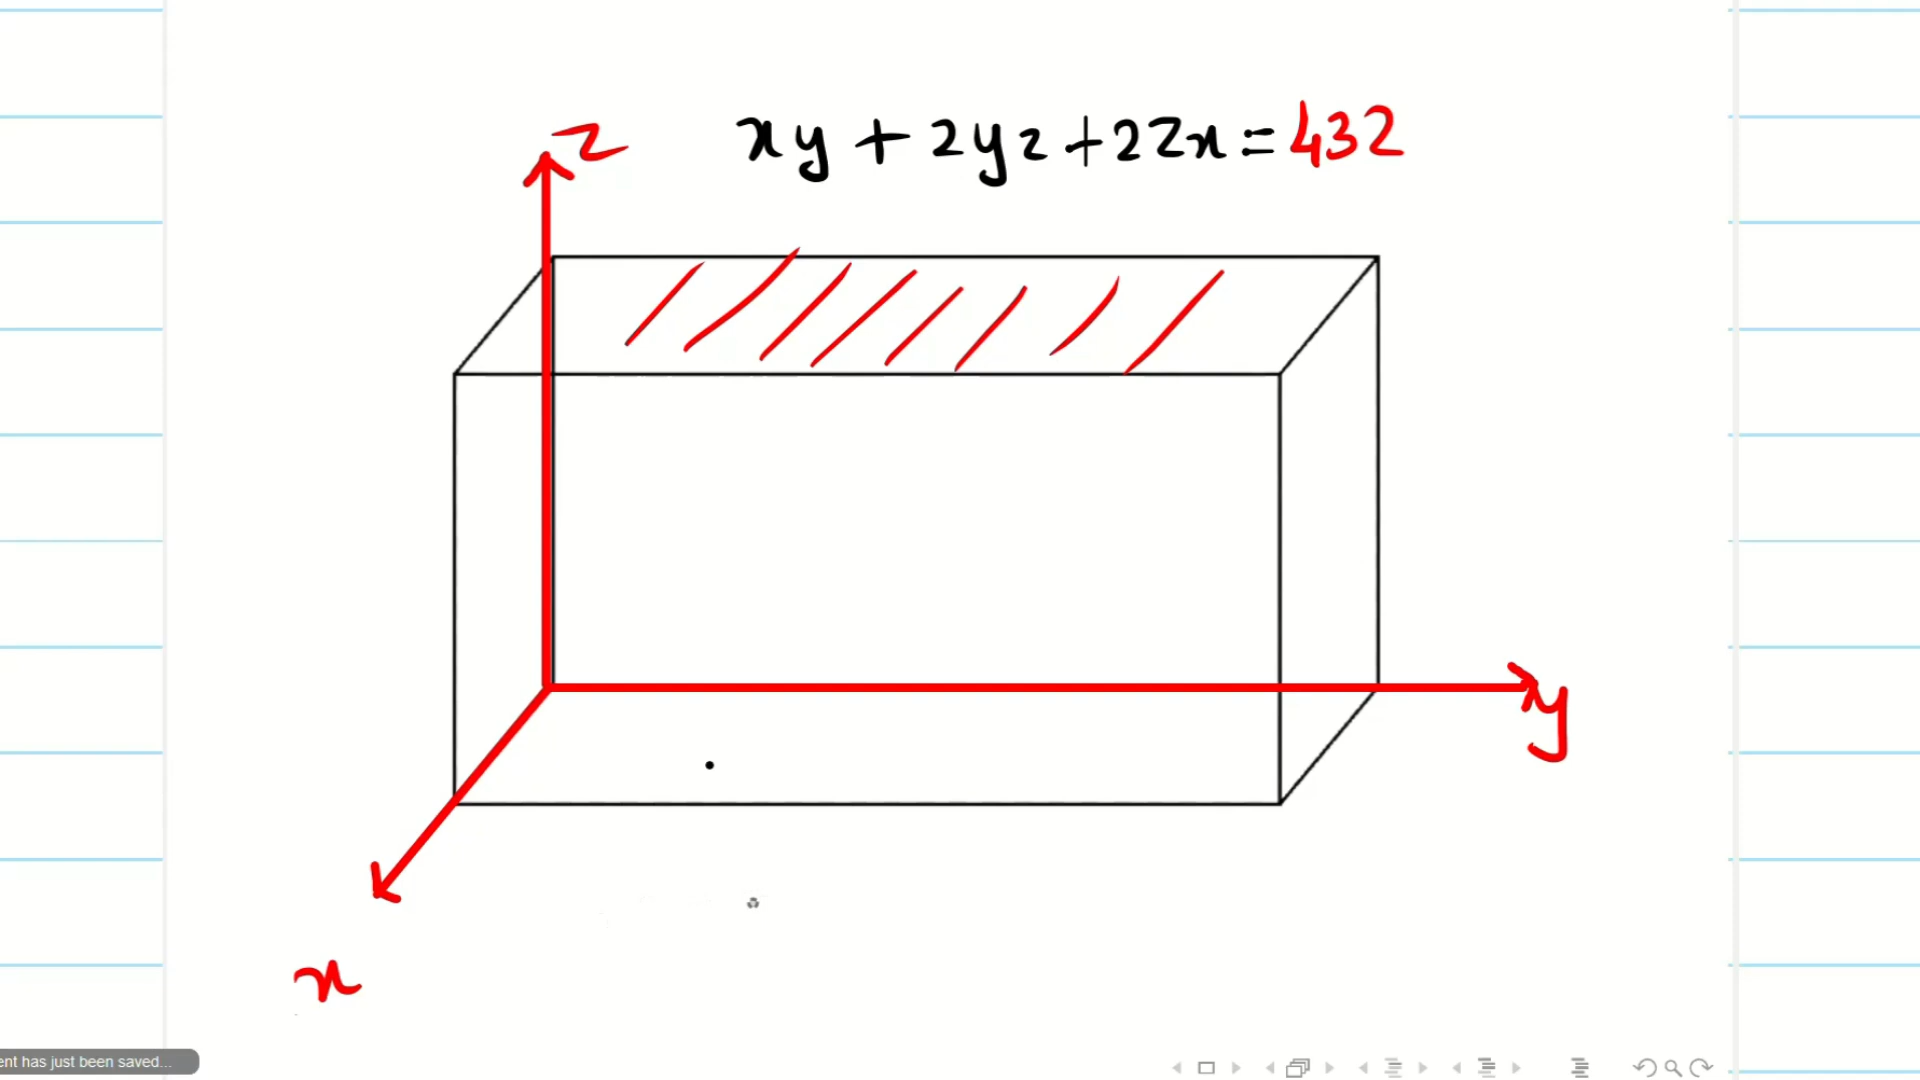 z
xy + 2yz + 2zx = 432
y
x
ent has just been saved...